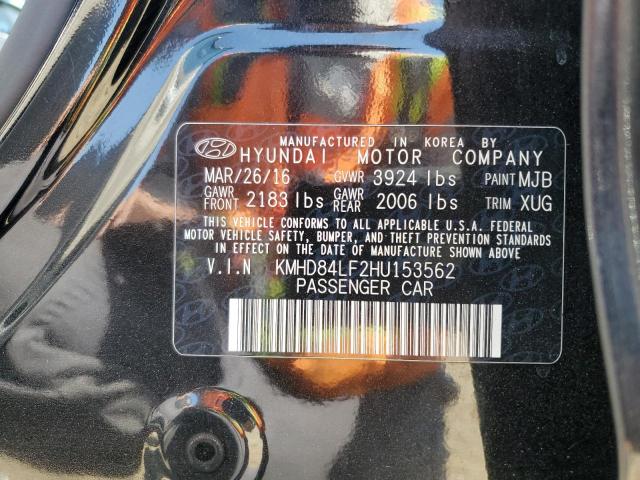 MANUFACTURED IN KOREA BY
HYUNDAI MOTOR COMPANY
MAR/26/16 GVWR 3924 lbs PAINT MJB
GAWR FRONT 2183 lbs GAWR REAR 2006 lbs TRIM XUG
THIS VEHICLE CONFORMS TO ALL APPLICABLE U.S.A. FEDERAL
MOTOR VEHICLE SAFETY, BUMPER, AND THEFT STANDARDS
IN EFFECT ON THE DATE OF MANUFACTURE SHOWN ABOVE.
V.I.N KMHD84LF2HU153562
PASSENGER CAR